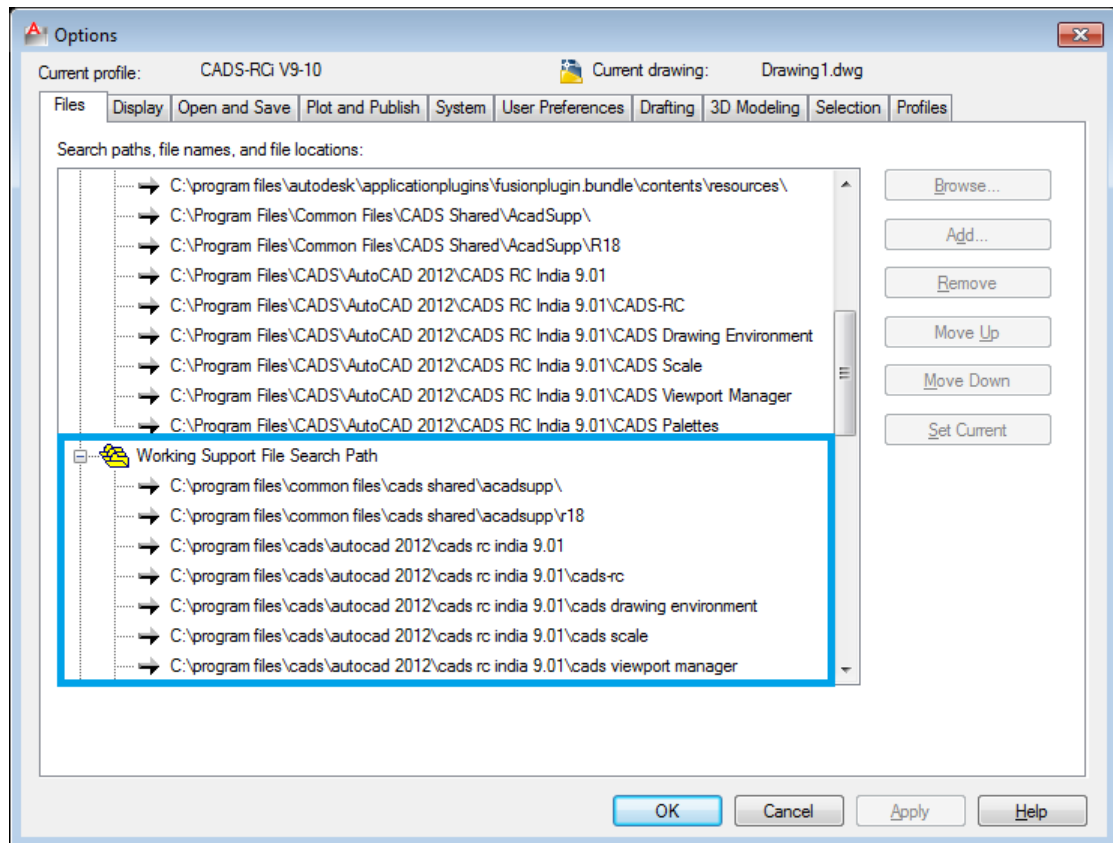 Options
Current profile: CADS-RCi V9-10 Current drawing: Drawing1.dwg
Files Display Open and Save Plot and Publish System User Preferences Drafting 3D Modeling Selection Profiles
Search paths, file names, and file locations:
C:\program files\autodesk\applicationplugins\fusionplugin.bundle\contents\resources\ Browse...
C:\Program Files\Common Files\CADS Shared\AcadSupp\ Add...
C:\Program Files\Common Files\CADS Shared\AcadSupp\R18
C:\Program Files\CADS\AutoCAD 2012\CADS RC India 9.01 Remove
C:\Program Files\CADS\AutoCAD 2012\CADS RC India 9.01\CADS-RC
C:\Program Files\CADS\AutoCAD 2012\CADS RC India 9.01\CADS Drawing Environment Move Up
C:\Program Files\CADS\AutoCAD 2012\CADS RC India 9.01\CADS Scale Move Down
C:\Program Files\CADS\AutoCAD 2012\CADS RC India 9.01\CADS Viewport Manager
C:\Program Files\CADS\AutoCAD 2012\CADS RC India 9.01\CADS Palettes Set Current
Working Support File Search Path
C:\program files\common files\cads shared\acadsupp\
C:\program files\common files\cads shared\acadsupp\r18
C:\program files\cads\autocad 2012\cads rc india 9.01
C:\program files\cads\autocad 2012\cads rc india 9.01\cads-rc
C:\program files\cads\autocad 2012\cads rc india 9.01\cads drawing environment
C:\program files\cads\autocad 2012\cads rc india 9.01\cads scale
C:\program files\cads\autocad 2012\cads rc india 9.01\cads viewport manager
OK Cancel Apply Help